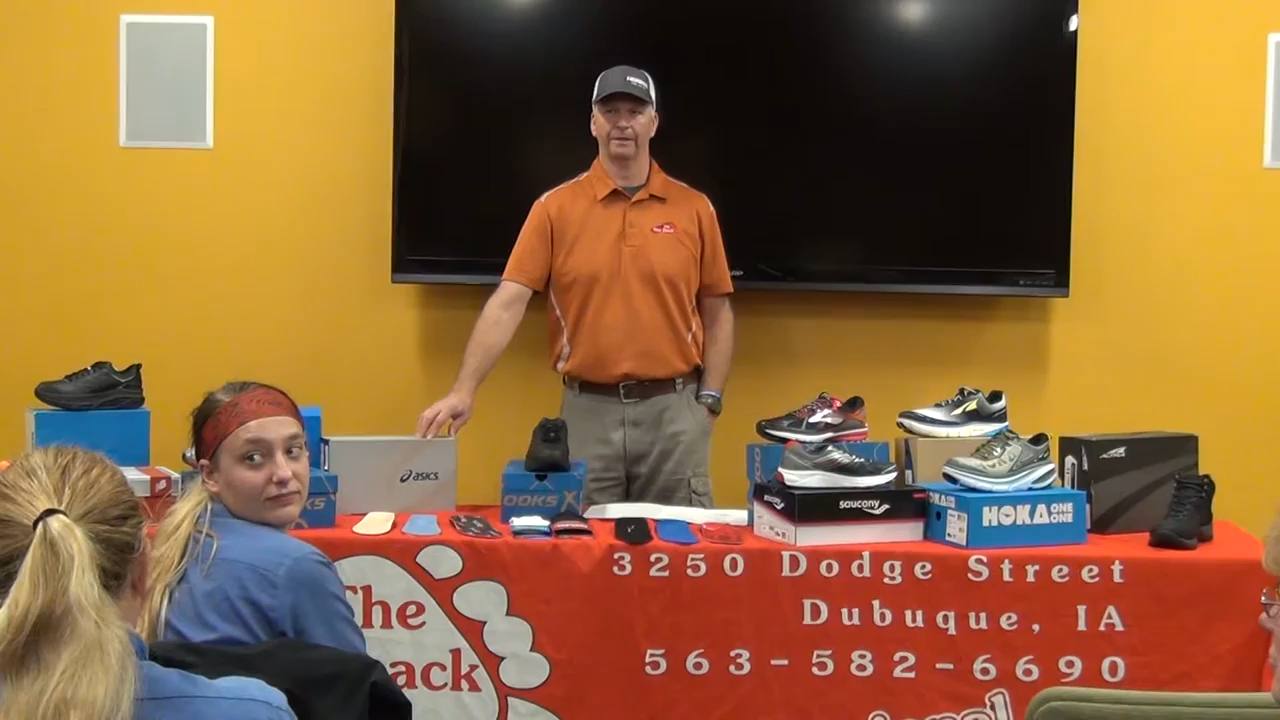 asics
OOKS
saucony
HOKA ONE ONE
3250 Dodge Street
Dubuque, IA
563-582-6690
The
ack